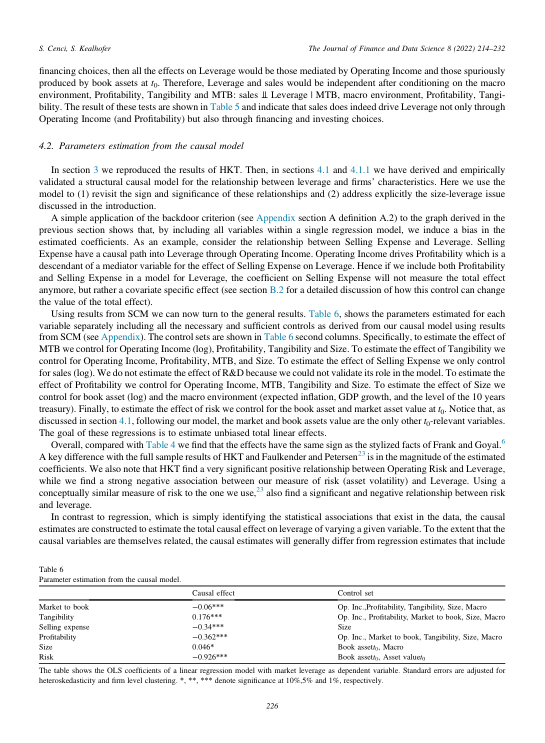 S. Cenci, S. Kealhofer
The Journal of Finance and Data Science 8 (2022) 214–232
financing choices, then all the effects on Leverage would be those mediated by Operating Income and those spuriously
produced by book assets at t0. Therefore, Leverage and sales would be independent after conditioning on the macro
environment, Profitability, Tangibility and MTB: sales ⫫ Leverage | MTB, macro environment, Profitability, Tangi-
bility. The result of these tests are shown in Table 5 and indicate that sales does indeed drive Leverage not only through
Operating Income (and Profitability) but also through financing and investing choices.
4.2. Parameters estimation from the causal model
In section 3 we reproduced the results of HKT. Then, in sections 4.1 and 4.1.1 we have derived and empirically
validated a structural causal model for the relationship between leverage and firms' characteristics. Here we use the
model to (1) revisit the sign and significance of these relationships and (2) address explicitly the size-leverage issue
discussed in the introduction.
A simple application of the backdoor criterion (see Appendix section A definition A.2) to the graph derived in the
previous section shows that, by including all variables within a single regression model, we induce a bias in the
estimated coefficients. As an example, consider the relationship between Selling Expense and Leverage. Selling
Expense have a causal path into Leverage through Operating Income. Operating Income drives Profitability which is a
descendant of a mediator variable for the effect of Selling Expense on Leverage. Hence if we include both Profitability
and Selling Expense in a model for Leverage, the coefficient on Selling Expense will not measure the total effect
anymore, but rather a covariate specific effect (see section B.2 for a detailed discussion of how this control can change
the value of the total effect).
Using results from SCM we can now turn to the general results. Table 6, shows the parameters estimated for each
variable separately including all the necessary and sufficient controls as derived from our causal model using results
from SCM (see Appendix). The control sets are shown in Table 6 second columns. Specifically, to estimate the effect of
MTB we control for Operating Income (log), Profitability, Tangibility and Size. To estimate the effect of Tangibility we
control for Operating Income, Profitability, MTB, and Size. To estimate the effect of Selling Expense we only control
for sales (log). We do not estimate the effect of R&D because we could not validate its role in the model. To estimate the
effect of Profitability we control for Operating Income, MTB, Tangibility and Size. To estimate the effect of Size we
control for book asset (log) and the macro environment (expected inflation, GDP growth, and the level of the 10 years
treasury). Finally, to estimate the effect of risk we control for the book asset and market asset value at t0. Notice that, as
discussed in section 4.1, following our model, the market and book assets value are the only other t0-relevant variables.
The goal of these regressions is to estimate unbiased total linear effects.
Overall, compared with Table 4 we find that the effects have the same sign as the stylized facts of Frank and Goyal.6
A key difference with the full sample results of HKT and Faulkender and Petersen23 is in the magnitude of the estimated
coefficients. We also note that HKT find a very significant positive relationship between Operating Risk and Leverage,
while we find a strong negative association between our measure of risk (asset volatility) and Leverage. Using a
conceptually similar measure of risk to the one we use,23 also find a significant and negative relationship between risk
and leverage.
In contrast to regression, which is simply identifying the statistical associations that exist in the data, the causal
estimates are constructed to estimate the total causal effect on leverage of varying a given variable. To the extent that the
causal variables are themselves related, the causal estimates will generally differ from regression estimates that include
Table 6
Parameter estimation from the causal model.
Causal effect Control set
Market to book −0.06*** Op. Inc.,Profitability, Tangibility, Size, Macro
Tangibility 0.176*** Op. Inc., Profitability, Market to book, Size, Macro
Selling expense −0.34*** Size
Profitability −0.362*** Op. Inc., Market to book, Tangibility, Size, Macro
Size 0.046* Book assett0, Macro
Risk −0.926*** Book assett0, Asset valuet0
The table shows the OLS coefficients of a linear regression model with market leverage as dependent variable. Standard errors are adjusted for
heteroskedasticity and firm level clustering. *, **, *** denote significance at 10%,5% and 1%, respectively.
226